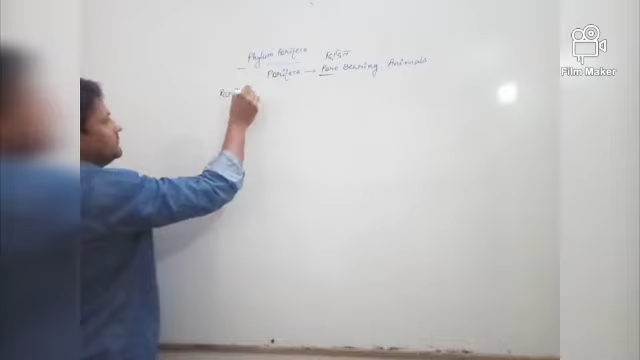 Phylum Porifera
Porifera → Pore Bearing Animals
Film Maker